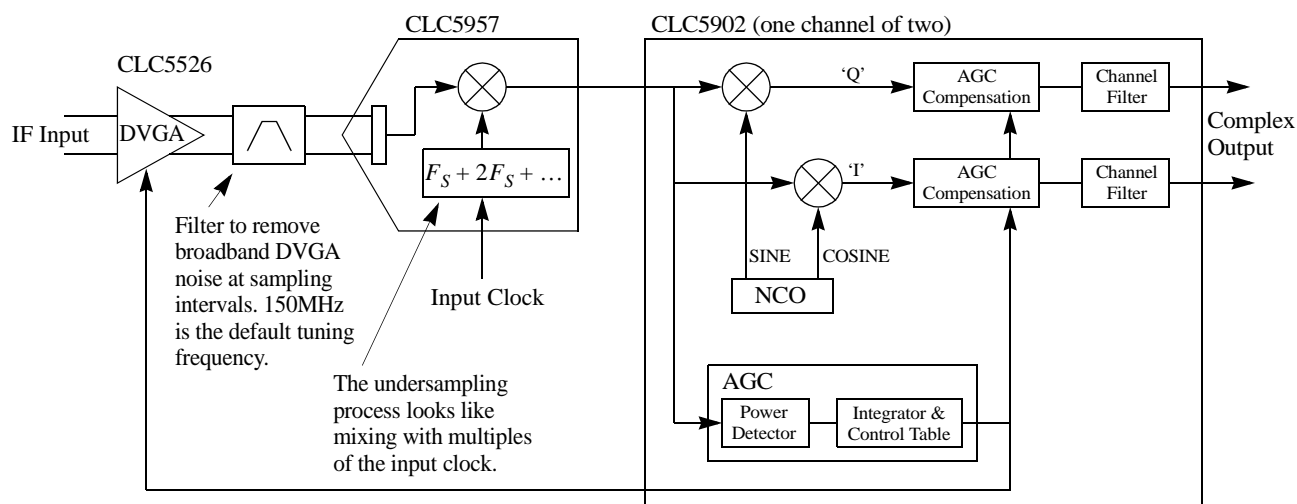 CLC5957
CLC5902 (one channel of two)
CLC5526
IF Input
DVGA
F_S + 2F_S + …
Input Clock
Filter to remove
broadband DVGA
noise at sampling
intervals. 150MHz
is the default tuning
frequency.
The undersampling
process looks like
mixing with multiples
of the input clock.
‘Q’
AGC
Compensation
Channel
Filter
Complex
Output
‘I’
AGC
Compensation
Channel
Filter
SINE
COSINE
NCO
AGC
Power
Detector
Integrator &
Control Table